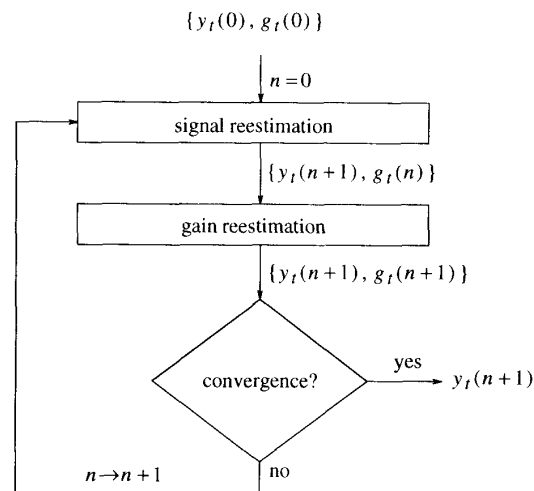 {y_t(0), g_t(0)}
n=0
signal reestimation
{y_t(n+1), g_t(n)}
gain reestimation
{y_t(n+1), g_t(n+1)}
convergence?
yes
y_t(n+1)
n→n+1
no